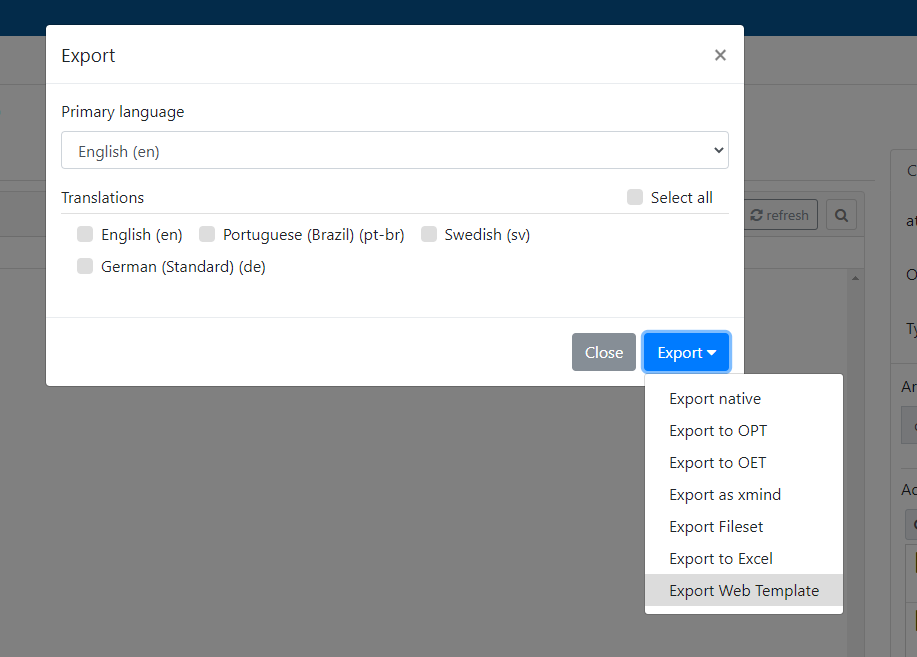 Export
×
Primary language
English (en)
Translations
Select all
English (en)
Portuguese (Brazil) (pt-br)
Swedish (sv)
German (Standard) (de)
refresh
Close
Export
Export native
Export to OPT
Export to OET
Export as xmind
Export Fileset
Export to Excel
Export Web Template